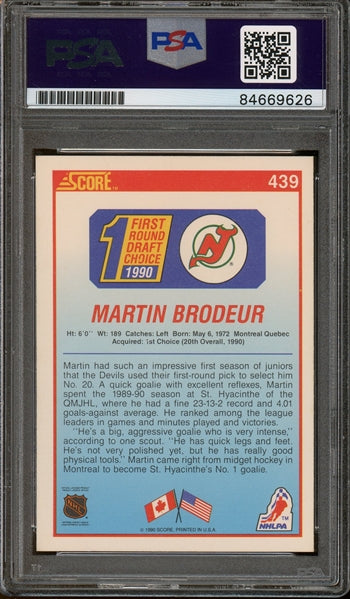 PSA
PSA
84669626
SCORE™
439
1 FIRST
ROUND
DRAFT
CHOICE
1990
NJ
MARTIN BRODEUR
Ht: 6'0" Wt: 189 Catches: Left Born: May 6, 1972 Montreal Quebec
Acquired: 1st Choice (20th Overall, 1990)
Martin had such an impressive first season of juniors
that the Devils used their first-round pick to select him
No. 20. A quick goalie with excellent reflexes, Martin
spent the 1989-90 season at St. Hyacinthe of the
QMJHL, where he had a fine 23-13-2 record and 4.01
goals-against average. He ranked among the league
leaders in games and minutes played and victories.
"He's a big, aggressive goalie who is very intense,"
according to one scout. "He has quick legs and feet.
He's not very polished yet, but he has really good
physical tools." Martin came right from midget hockey in
Montreal to become St. Hyacinthe's No. 1 goalie.
NHL
NHLPA
TM
© 1990 SCORE, PRINTED IN U.S.A.